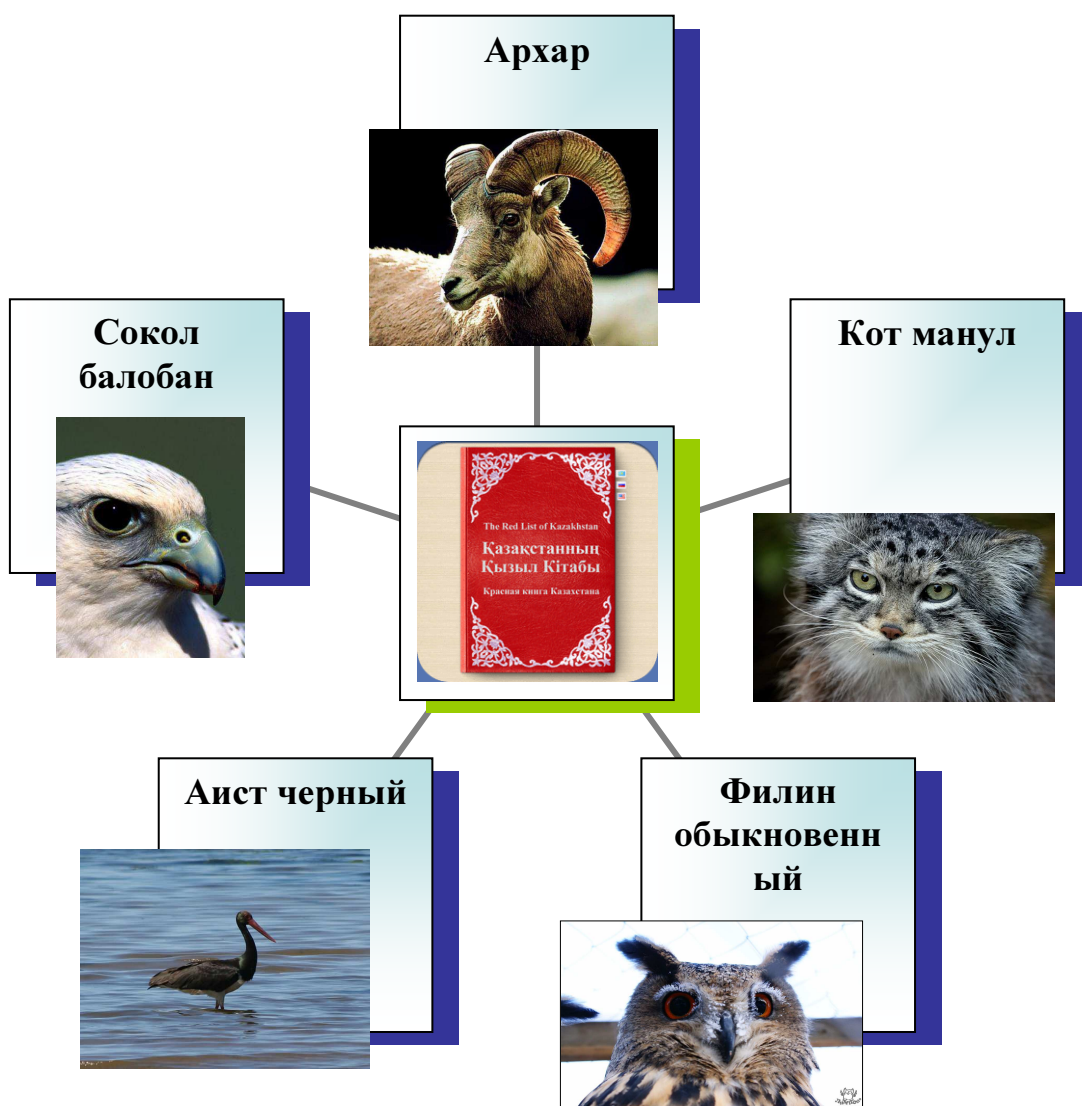 Архар
Сокол
балобан
Кот манул
The Red List of Kazakhstan
Қазақстанның
Қызыл Кітабы
Красная книга Казахстана
Аист черный
Филин
обыкновенн
ый